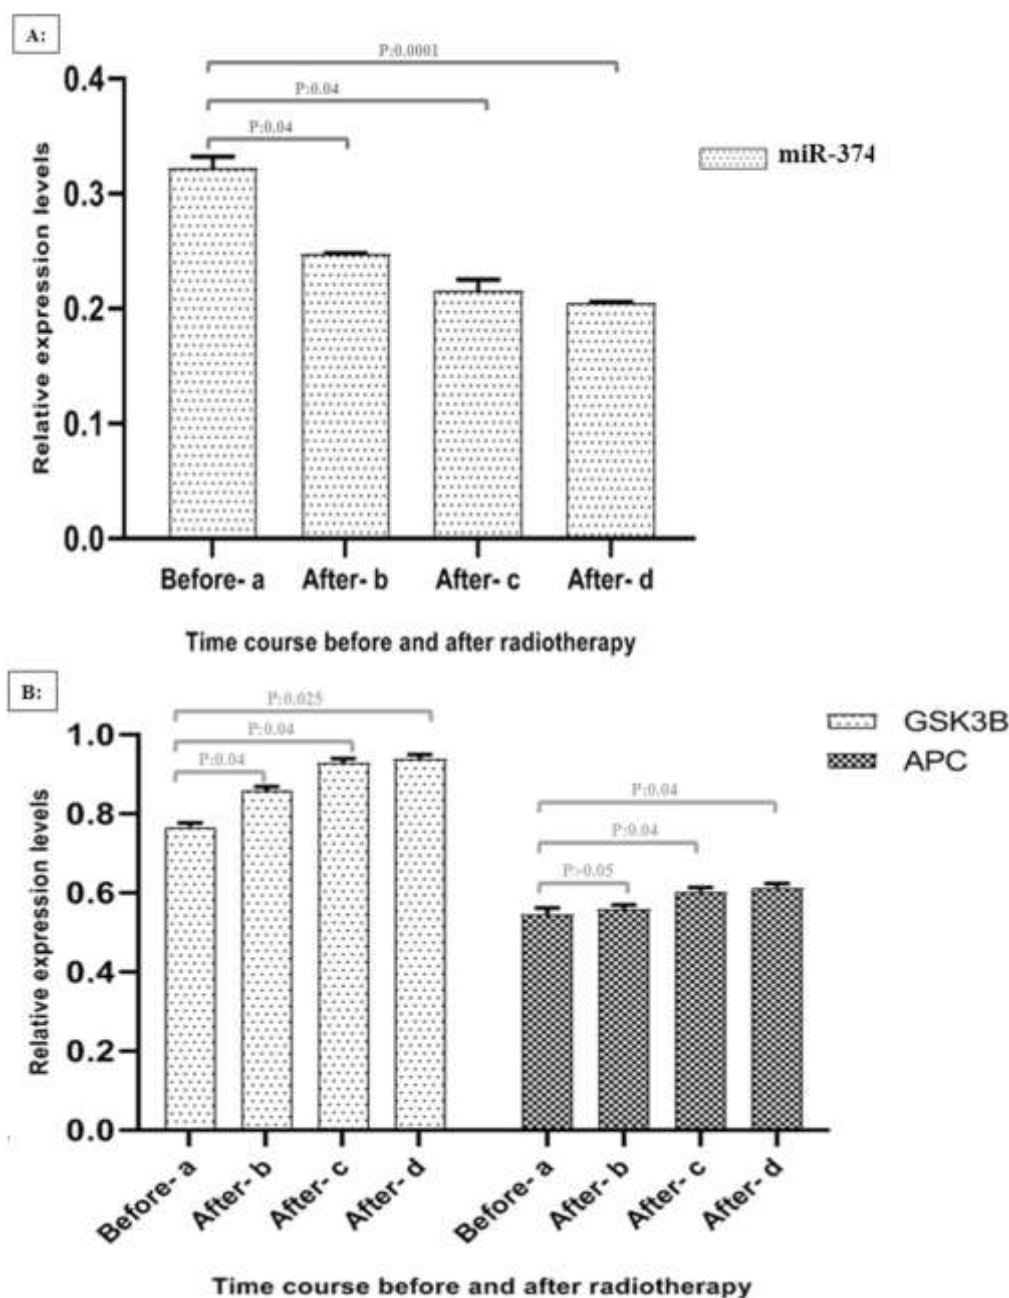 A:
P:0.0001
P:0.04
P:0.04
miR-374
Relative expression levels
0.4
0.3
0.2
0.1
0.0
Before- a After- b After- c After- d
Time course before and after radiotherapy
B:
P:0.025
P:0.04
P:0.04
GSK3B
APC
P:0.04
P:0.04
P>0.05
Relative expression levels
1.0
0.8
0.6
0.4
0.2
0.0
Before- a After- b After- c After- d Before- a After- b After- c After- d
Time course before and after radiotherapy